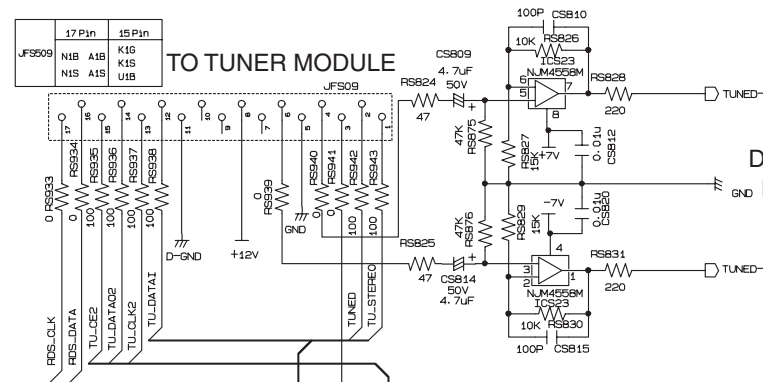 17 Pin 15 Pin
JFS509
N1B A1B
N1S A1S
K1G
K1S
U1B
TO TUNER MODULE
JFS09
17 16 15 14 13 12 11 10 9 8 7 6 5 4 3 2 1
RS933 0
RS934 0
RS935 100
RS936 100
RS937 100
RS938 100
D-GND
+12V
RS939 0
GND
RS940 0
RS941 0
RS942 100
RS943 100
RDS_CLK
RDS_DATA
TU_CE2
TU_DATAO2
TU_CLK2
TU_DATAI
TUNED
TU_STEREO
RS824
47
CS809
4.7uF
50V
+
RS825
47
CS814
50V
4.7uF
+
47K
RS875
47K
RS876
100P CS810
10K RS826
ICS23
NJM4558M
6
5
7
8
RS827
15K
+7V
0.01u
CS812
RS828
220
TUNED-
GND
D
RS829
15K
-7V
0.01u
CS820
4
3
2
1
NJM4558M
ICS23
10K RS830
100P CS815
RS831
220
TUNED-